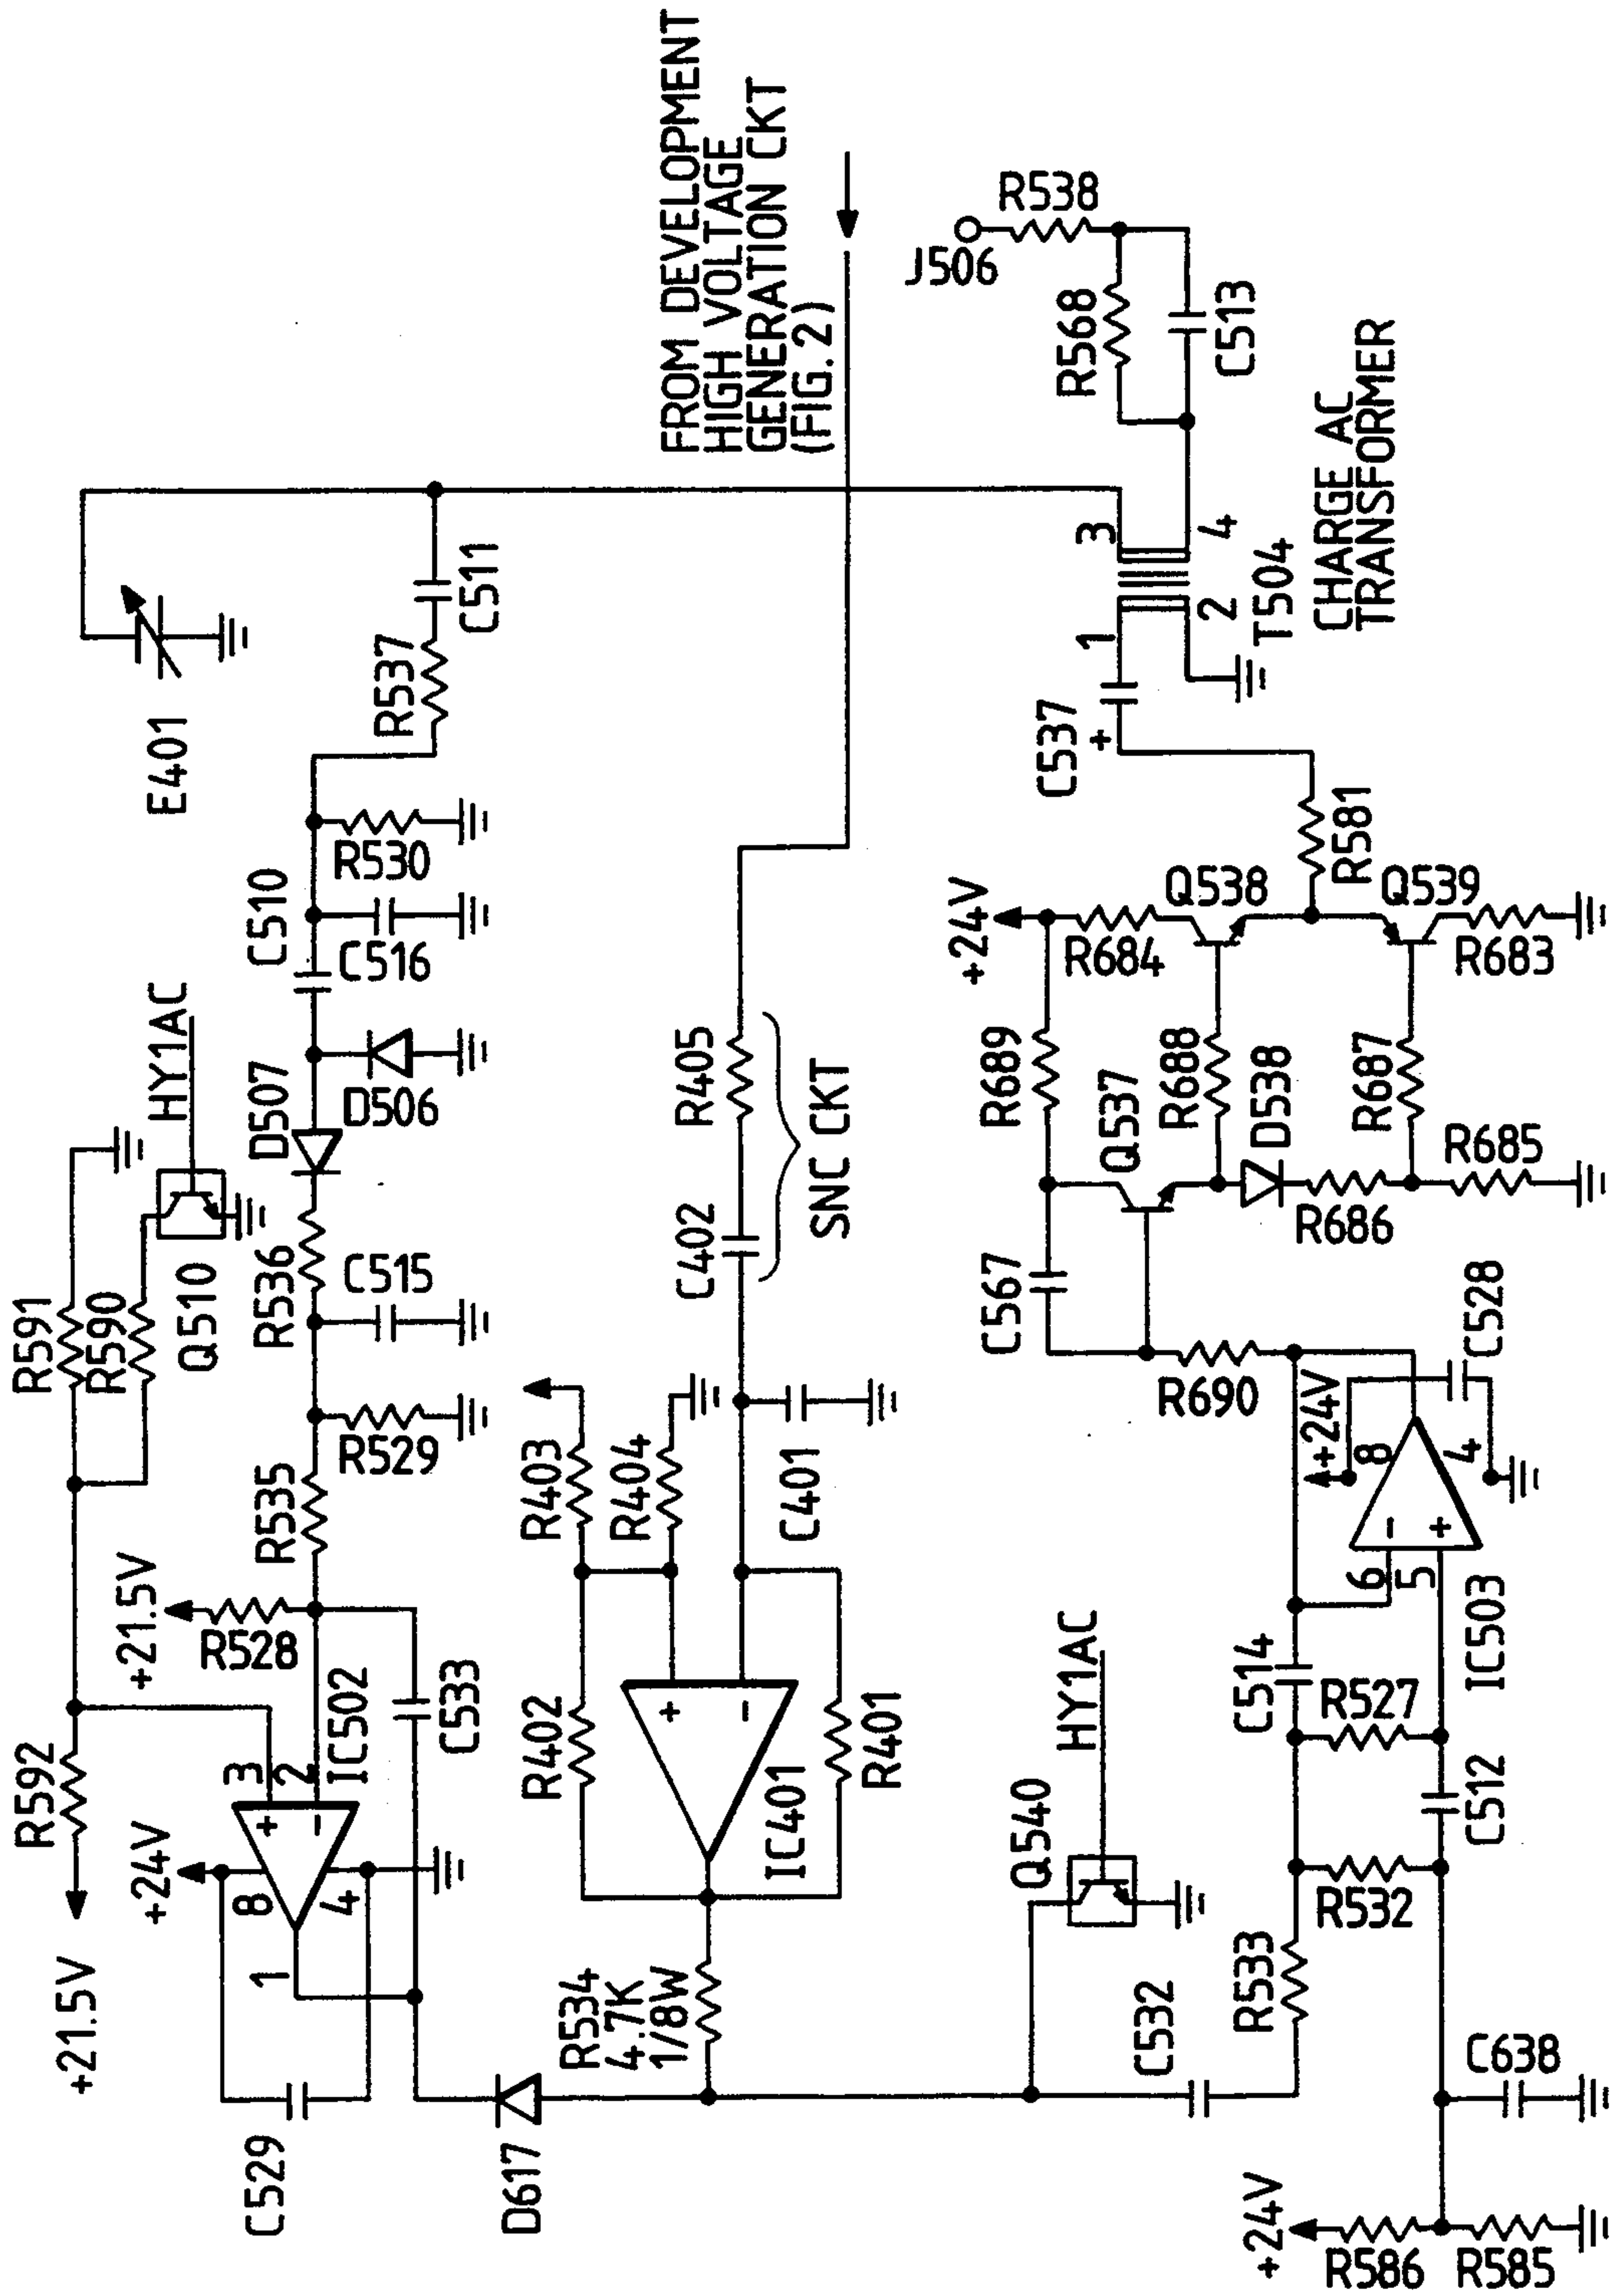 FROM DEVELOPMENT
HIGH VOLTAGE
GENERATION CKT
(FIG.2)
R591
R590
HY1AC
Q510
R592
+21.5V
+24V
3
2
8
4
1
IC502
C529
+21.5V
R528
R535
R529
R536
C515
D507
D506
C510
C516
R530
R537
C511
E401
C533
D617
R403
R404
R402
R401
IC401
+
-
C401
C402
R405
SNC CKT
R534
4.7K
1/8W
Q540
HY1AC
C532
R533
R532
R527
C514
C512
IC503
6
5
8
4
+24V
C528
C638
+24V
R586
R585
R690
C567
Q537
R689
+24V
R684
Q538
R688
D538
R686
R687
R685
Q539
R683
R581
C537
+
1
2
3
4
T504
CHARGE AC
TRANSFORMER
J506
R538
R568
C513
+
-
-
+